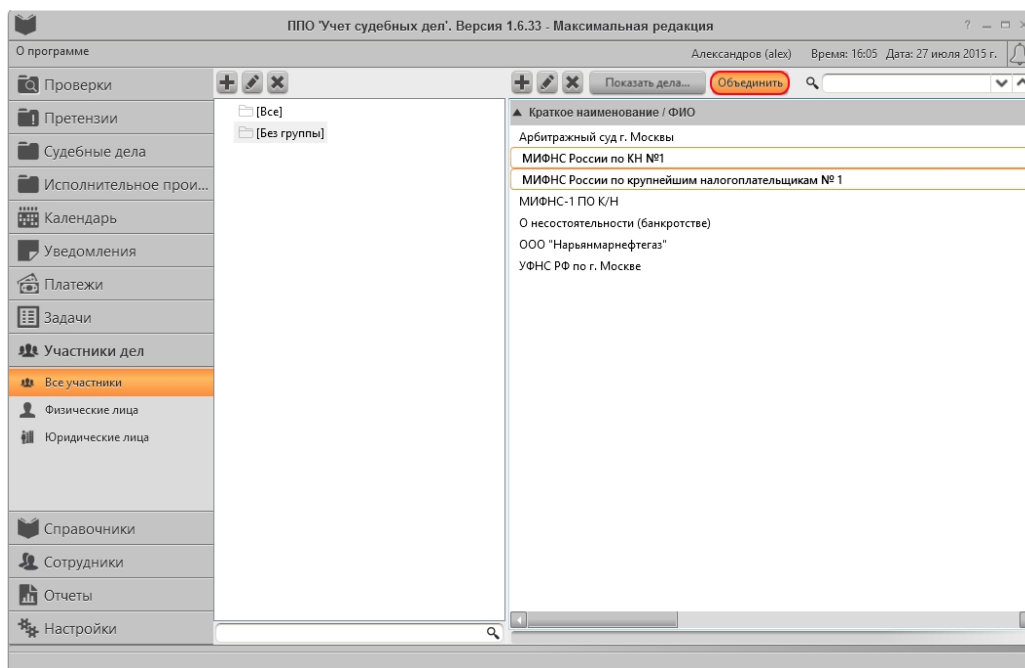 ППО 'Учет судебных дел'. Версия 1.6.33 - Максимальная редакция
О программе
Александров (alex) Время: 16:05 Дата: 27 июля 2015 г.
Проверки
Претензии
Судебные дела
Исполнительное прои...
Календарь
Уведомления
Платежи
Задачи
Участники дел
Все участники
Физические лица
Юридические лица
Справочники
Сотрудники
Отчеты
Настройки
[Все]
[Без группы]
Показать дела... Объединить
Краткое наименование / ФИО
Арбитражный суд г. Москвы
МИФНС России по КН №1
МИФНС России по крупнейшим налогоплательщикам № 1
МИФНС-1 ПО К/Н
О несостоятельности (банкротстве)
ООО "Нарьянмарнефтегаз"
УФНС РФ по г. Москве